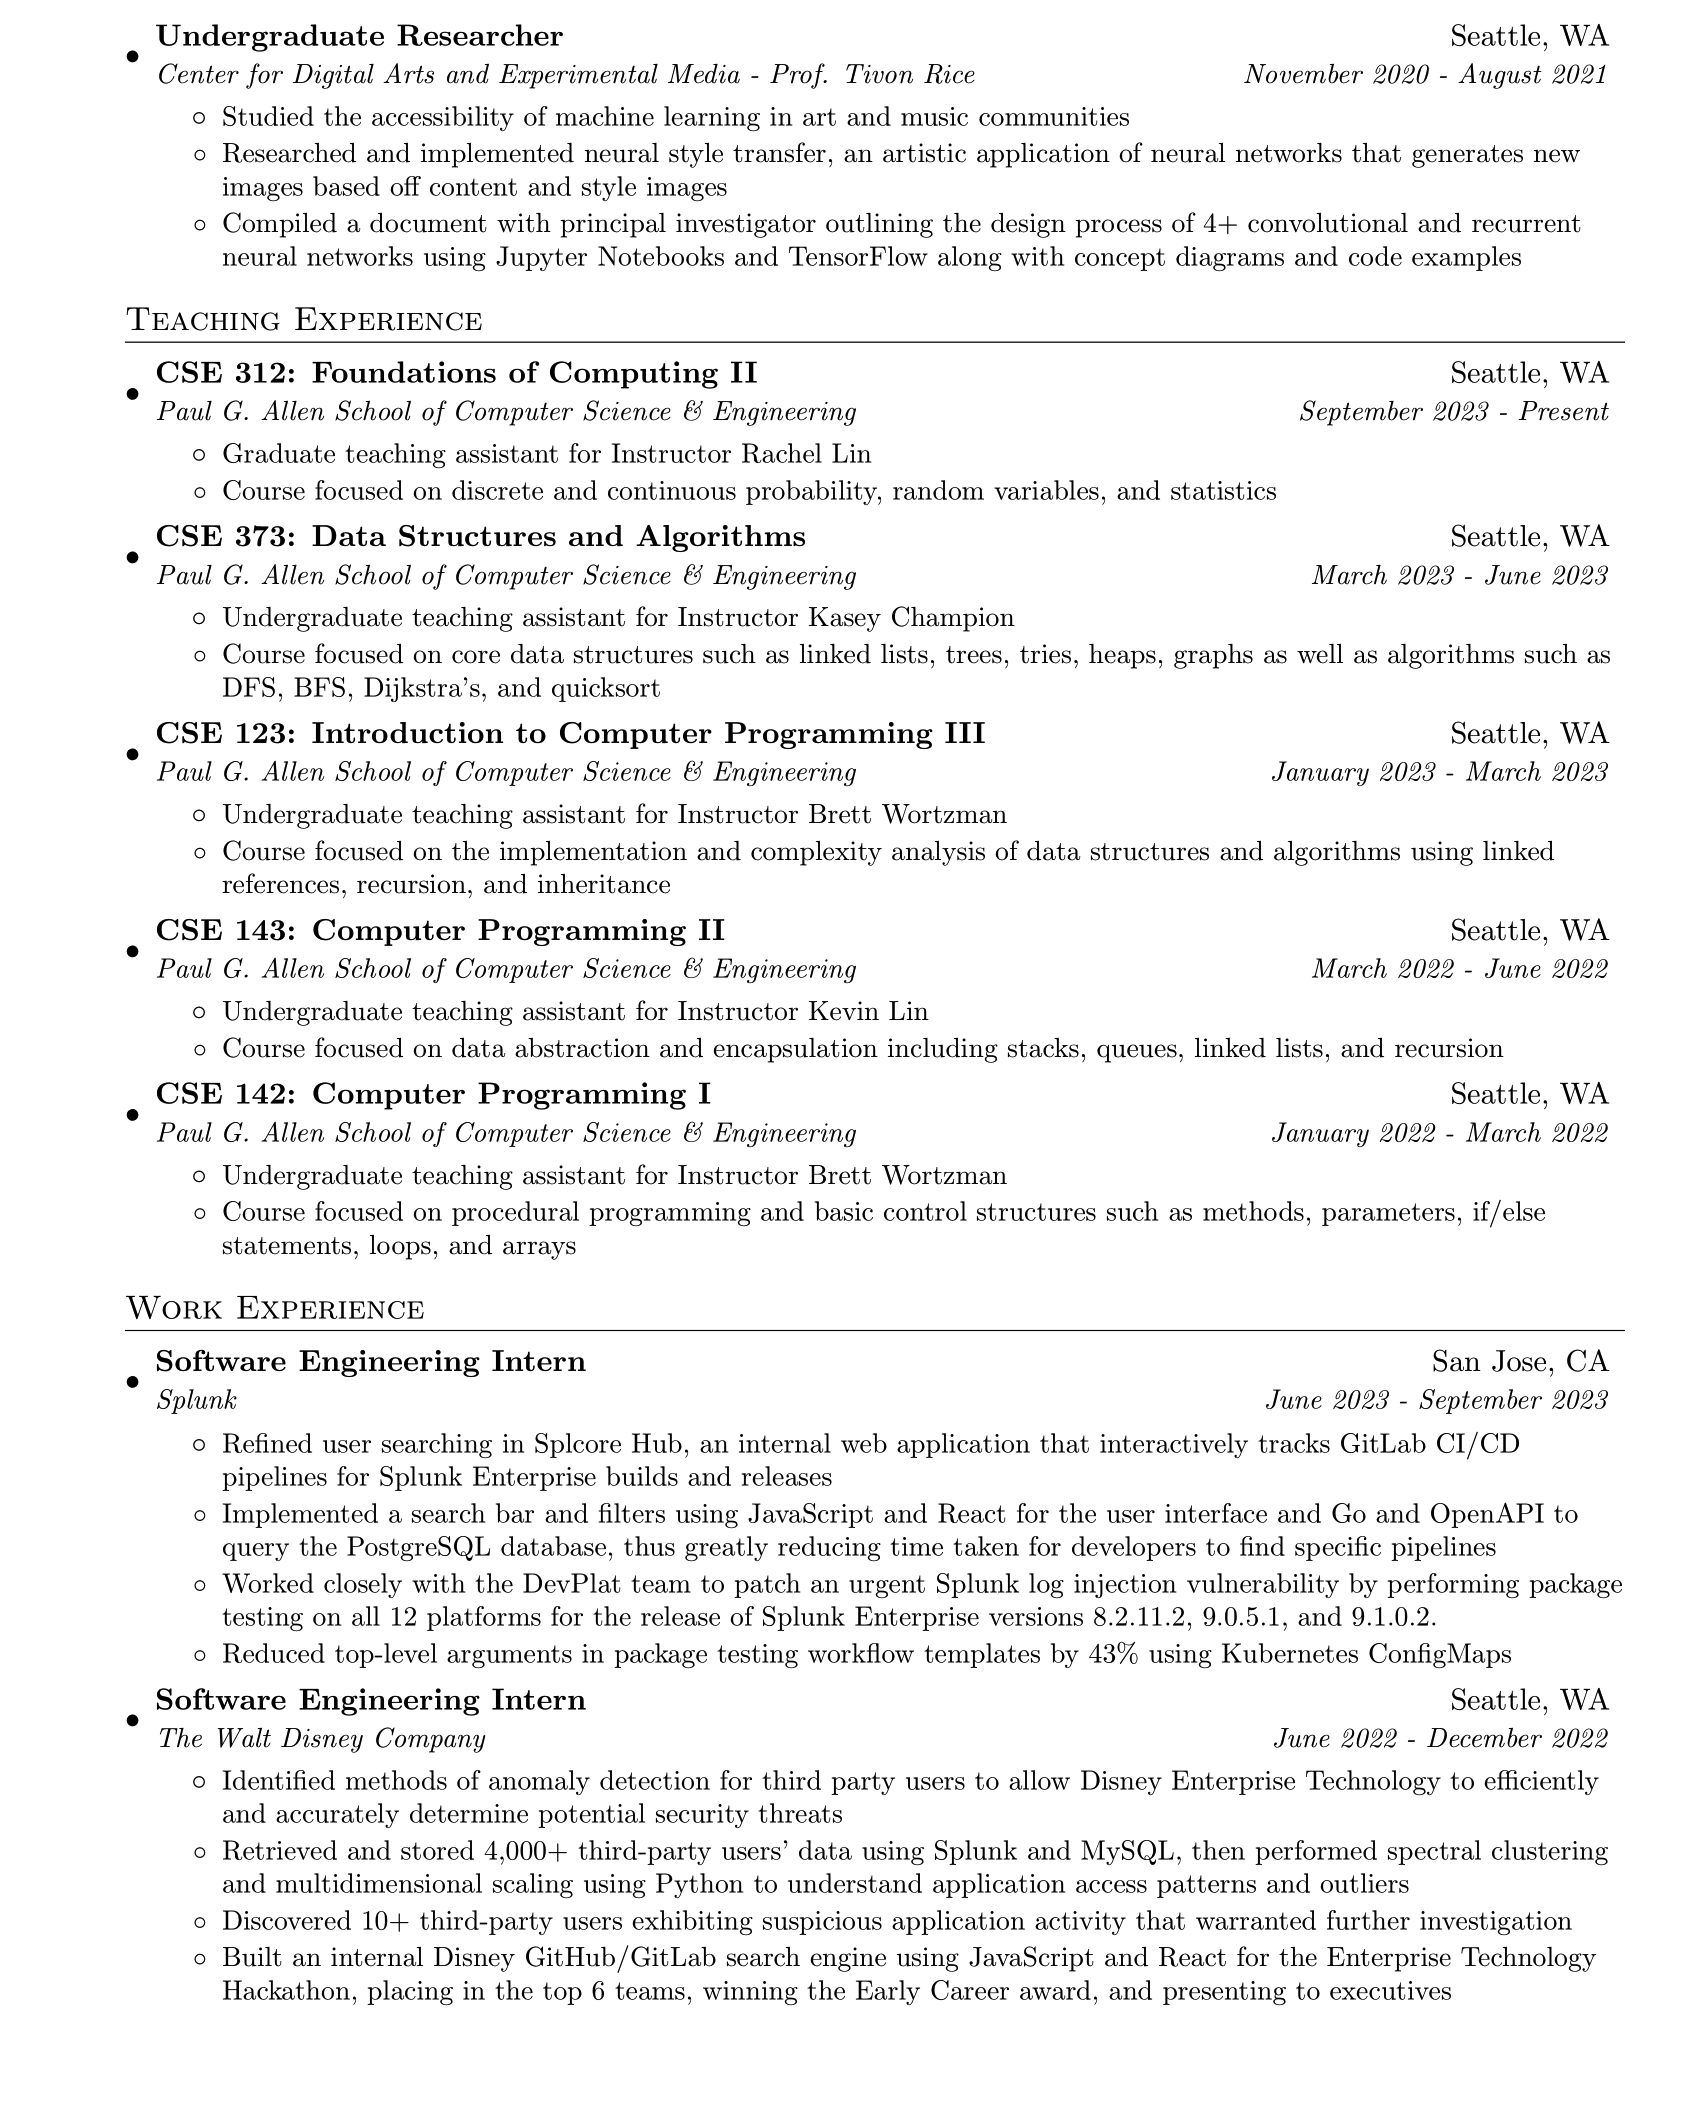 Undergraduate Researcher Seattle, WA
Center for Digital Arts and Experimental Media - Prof. Tivon Rice November 2020 - August 2021
Studied the accessibility of machine learning in art and music communities
Researched and implemented neural style transfer, an artistic application of neural networks that generates new
images based off content and style images
Compiled a document with principal investigator outlining the design process of 4+ convolutional and recurrent
neural networks using Jupyter Notebooks and TensorFlow along with concept diagrams and code examples
Teaching Experience
CSE 312: Foundations of Computing II Seattle, WA
Paul G. Allen School of Computer Science & Engineering September 2023 - Present
Graduate teaching assistant for Instructor Rachel Lin
Course focused on discrete and continuous probability, random variables, and statistics
CSE 373: Data Structures and Algorithms Seattle, WA
Paul G. Allen School of Computer Science & Engineering March 2023 - June 2023
Undergraduate teaching assistant for Instructor Kasey Champion
Course focused on core data structures such as linked lists, trees, tries, heaps, graphs as well as algorithms such as
DFS, BFS, Dijkstra's, and quicksort
CSE 123: Introduction to Computer Programming III Seattle, WA
Paul G. Allen School of Computer Science & Engineering January 2023 - March 2023
Undergraduate teaching assistant for Instructor Brett Wortzman
Course focused on the implementation and complexity analysis of data structures and algorithms using linked
references, recursion, and inheritance
CSE 143: Computer Programming II Seattle, WA
Paul G. Allen School of Computer Science & Engineering March 2022 - June 2022
Undergraduate teaching assistant for Instructor Kevin Lin
Course focused on data abstraction and encapsulation including stacks, queues, linked lists, and recursion
CSE 142: Computer Programming I Seattle, WA
Paul G. Allen School of Computer Science & Engineering January 2022 - March 2022
Undergraduate teaching assistant for Instructor Brett Wortzman
Course focused on procedural programming and basic control structures such as methods, parameters, if/else
statements, loops, and arrays
Work Experience
Software Engineering Intern San Jose, CA
Splunk June 2023 - September 2023
Refined user searching in Splcore Hub, an internal web application that interactively tracks GitLab CI/CD
pipelines for Splunk Enterprise builds and releases
Implemented a search bar and filters using JavaScript and React for the user interface and Go and OpenAPI to
query the PostgreSQL database, thus greatly reducing time taken for developers to find specific pipelines
Worked closely with the DevPlat team to patch an urgent Splunk log injection vulnerability by performing package
testing on all 12 platforms for the release of Splunk Enterprise versions 8.2.11.2, 9.0.5.1, and 9.1.0.2.
Reduced top-level arguments in package testing workflow templates by 43% using Kubernetes ConfigMaps
Software Engineering Intern Seattle, WA
The Walt Disney Company June 2022 - December 2022
Identified methods of anomaly detection for third party users to allow Disney Enterprise Technology to efficiently
and accurately determine potential security threats
Retrieved and stored 4,000+ third-party users' data using Splunk and MySQL, then performed spectral clustering
and multidimensional scaling using Python to understand application access patterns and outliers
Discovered 10+ third-party users exhibiting suspicious application activity that warranted further investigation
Built an internal Disney GitHub/GitLab search engine using JavaScript and React for the Enterprise Technology
Hackathon, placing in the top 6 teams, winning the Early Career award, and presenting to executives